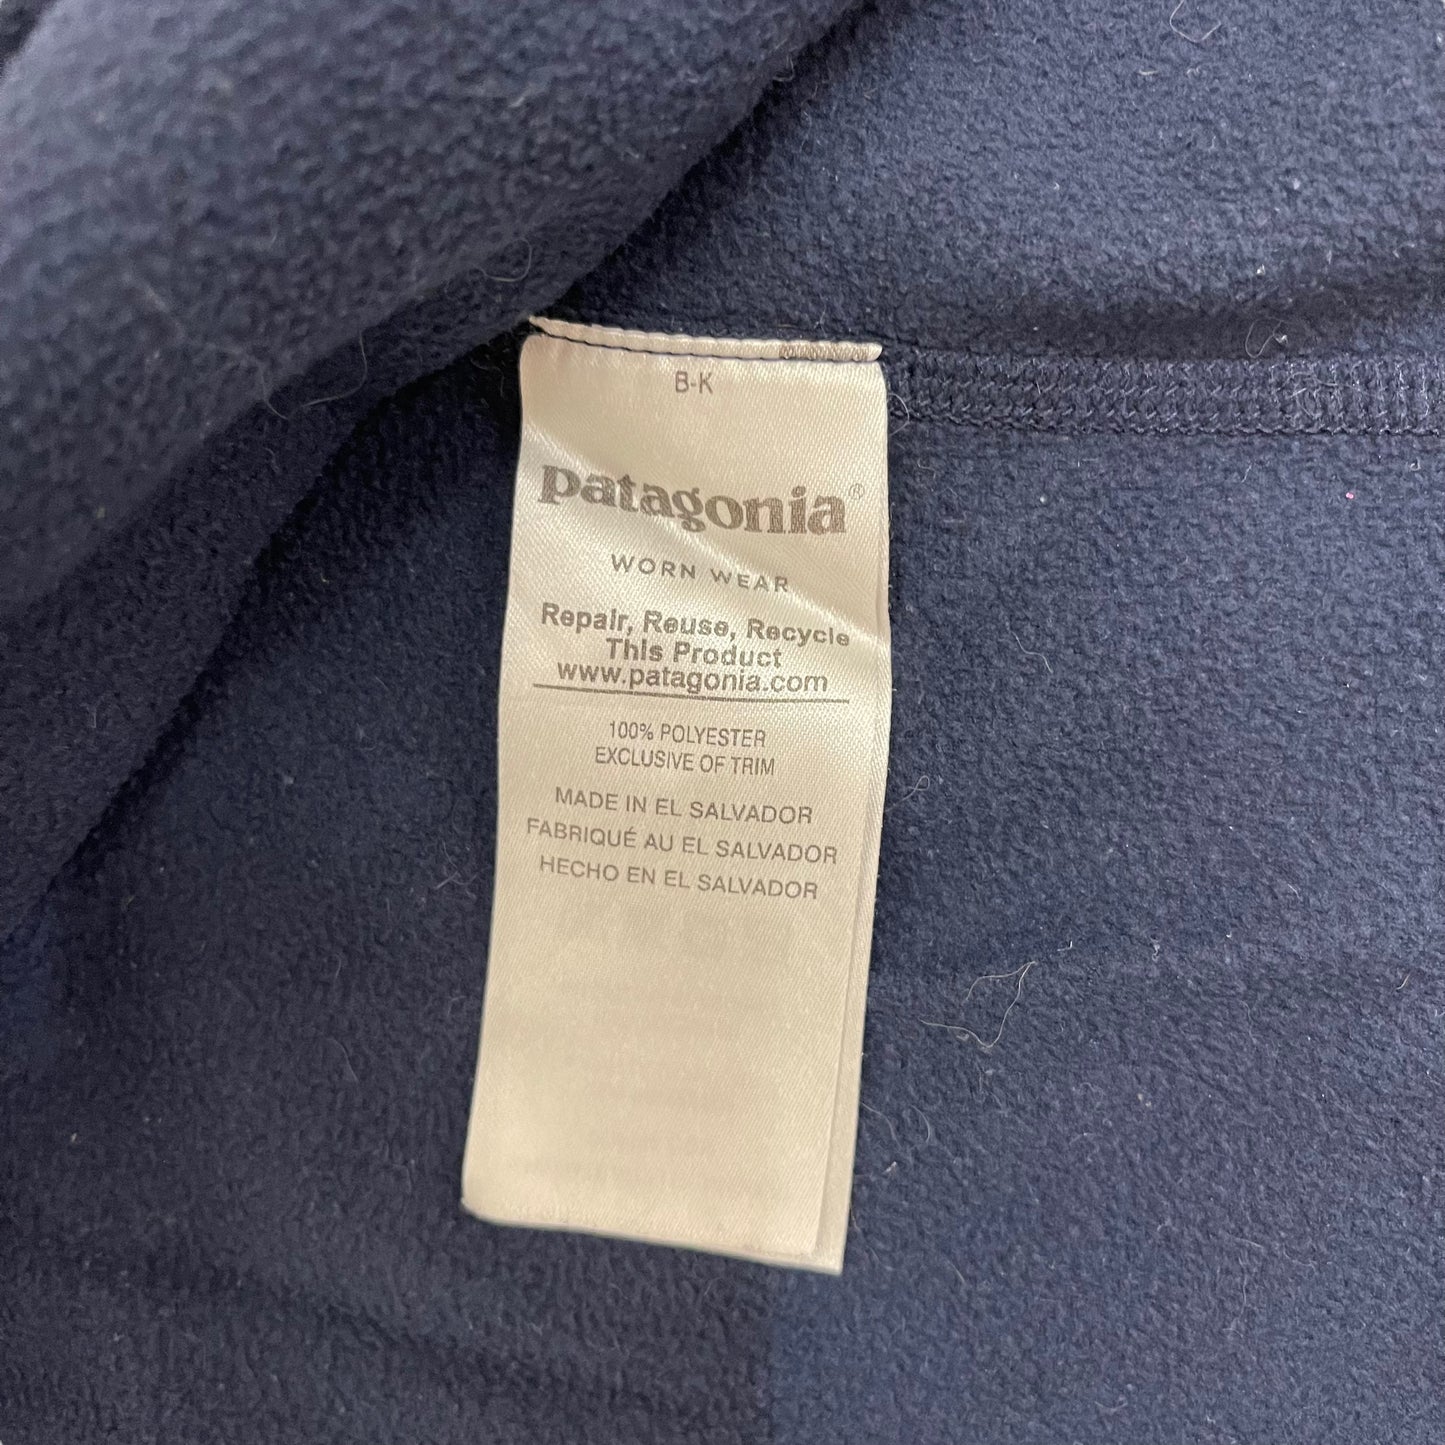 B-K
patagonia®
WORN WEAR
Repair, Reuse, Recycle
This Product
www.patagonia.com
100% POLYESTER
EXCLUSIVE OF TRIM
MADE IN EL SALVADOR
FABRIQUÉ AU EL SALVADOR
HECHO EN EL SALVADOR